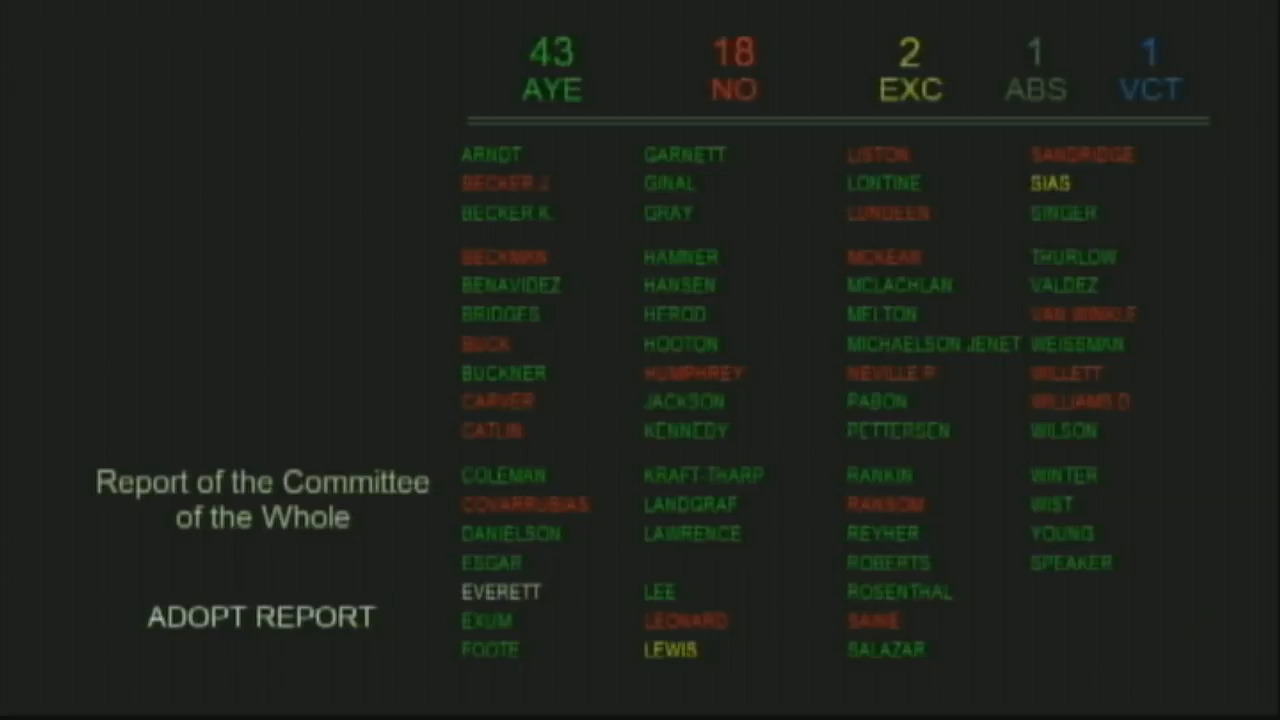 43 18 2 1 1
AYE NO EXC ABS VCT
ARNDT GARNETT LISTON SANDRIDGE
BECKER J GINAL LONTINE SIAS
BECKER K. GRAY LUNDEEN SINGER
BECKMAN HAMNER MCKEAN THURLOW
BENAVIDEZ HANSEN MCLACHLAN VALDEZ
BRIDGES HEROD MELTON VAN WINKLE
BUCK HOOTON MICHAELSON JENET WEISSMAN
BUCKNER HUMPHREY NEVILLE P. WILLETT
CARVER JACKSON PABON WILLIAMS D.
CATLIN KENNEDY PETTERSEN WILSON
COLEMAN KRAFT-THARP RANKIN WINTER
COVARRUBIAS LANDGRAF RANSOM WIST
DANIELSON LAWRENCE REYHER YOUNG
ESGAR ROBERTS SPEAKER
EVERETT LEE ROSENTHAL
EXUM LEONARD SAINE
FOOTE LEWIS SALAZAR
Report of the Committee
of the Whole
ADOPT REPORT